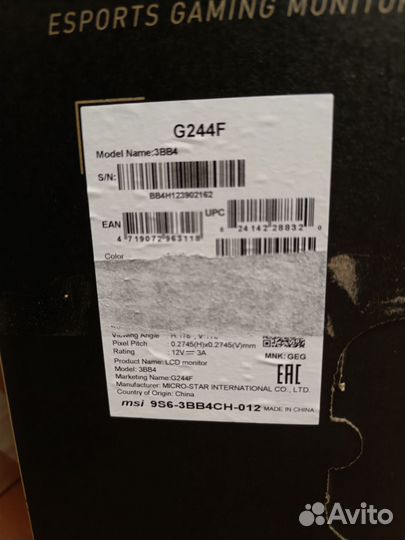 ESPORTS GAMING MONITOR
G244F
Model Name:3BB4
S/N:
BB4H123902162
EAN
4 719072 963118
UPC
6 24142 28832 0
Color
Viewing Angle
Pixel Pitch : 0.2745(H)x0.2745(V)mm
Rating : 12V⎓3A
Product Name:LCD monitor
Model: 3BB4
Marketing Name:G244F
Manufacturer: MICRO-STAR INTERNATIONAL CO., LTD.
Country of Origin: China
MNK: GEG
EAC
msi 9S6-3BB4CH-012 MADE IN CHINA
Avito